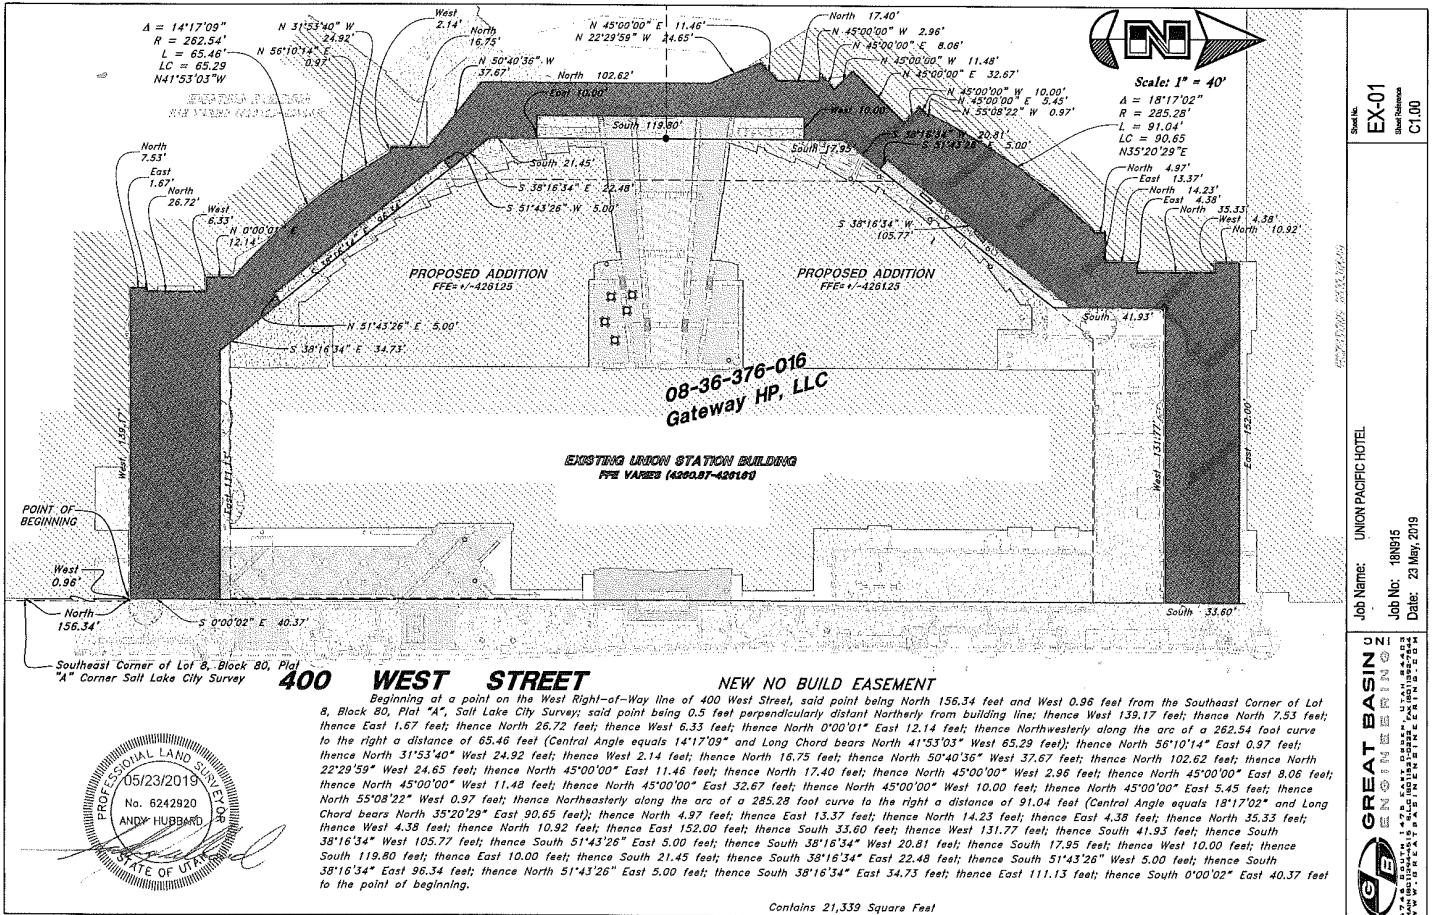 Δ = 14°17'09"
R = 262.54'
L = 65.46'
LC = 65.29
N41°53'03"W
N 31°53'40" W
24.92'
N 56°10'14" E
0.97'
West
2.14'
North
16.75'
N 50°40'36" W
37.67'
North 102.62'
N 45°00'00" E 11.46'
N 22°29'59" W 24.65'
North
17.40'
N 45°00'00" W 2.96'
N 45°00'00" E 8.06'
N 45°00'00" W 11.48'
N 45°00'00" E 32.67'
N 45°00'00" W 10.00'
N 45°00'00" E 5.45'
N 55°08'22" W 0.97'
N
Scale: 1" = 40'
Δ = 18°17'02"
R = 285.28'
L = 91.04'
LC = 90.65
N35°20'29"E
EXISTING BUILDING
East 10.00'
South 119.80'
West 10.00'
South 17.95'
S 38°16'34" W 20.81'
S 51°43'26" E 5.00'
South 21.45'
S 38°16'34" E 22.48'
S 51°43'26" W 5.00'
S 38°16'34" E 96.34'
S 38°16'34" W
105.77'
North
7.53'
East
1.67'
North
26.72'
West
6.33'
N 0°00'01" E
12.14'
North 4.97'
East 13.37'
North 14.23'
East 4.38'
North 35.33'
West 4.38'
North 10.92'
PROPOSED ADDITION
FFE=+/-4261.25
PROPOSED ADDITION
FFE=+/-4261.25
N 51°43'26" E 5.00'
S 38°16'34" E 34.73'
South 41.93'
08-36-376-016
Gateway HP, LLC
EXISTING UNION STATION BUILDING
FFE VARIES (4260.87-4261.61)
West 139.17'
East 111.13'
West 131.77'
East 152.00'
POINT OF
BEGINNING
West
0.96'
North
156.34'
S 0°00'02" E 40.37'
South 33.60'
Southeast Corner of Lot 8, Block 80, Plat
"A" Corner Salt Lake City Survey
400 WEST STREET
NEW NO BUILD EASEMENT
Beginning at a point on the West Right-of-Way line of 400 West Street, said point being North 156.34 feet and West 0.96 feet from the Southeast Corner of Lot
8, Block 80, Plat "A", Salt Lake City Survey; said point being 0.5 feet perpendicularly distant Northerly from building line; thence West 139.17 feet; thence North 7.53 feet;
thence East 1.67 feet; thence North 26.72 feet; thence West 6.33 feet; thence North 0°00'01" East 12.14 feet; thence Northwesterly along the arc of a 262.54 foot curve
to the right a distance of 65.46 feet (Central Angle equals 14°17'09" and Long Chord bears North 41°53'03" West 65.29 feet); thence North 56°10'14" East 0.97 feet;
thence North 31°53'40" West 24.92 feet; thence West 2.14 feet; thence North 16.75 feet; thence North 50°40'36" West 37.67 feet; thence North 102.62 feet; thence North
22°29'59" West 24.65 feet; thence North 45°00'00" East 11.46 feet; thence North 17.40 feet; thence North 45°00'00" West 2.96 feet; thence North 45°00'00" East 8.06 feet;
thence North 45°00'00" West 11.48 feet; thence North 45°00'00" East 32.67 feet; thence North 45°00'00" West 10.00 feet; thence North 45°00'00" East 5.45 feet; thence
North 55°08'22" West 0.97 feet; thence Northeasterly along the arc of a 285.28 foot curve to the right a distance of 91.04 feet (Central Angle equals 18°17'02" and Long
Chord bears North 35°20'29" East 90.65 feet); thence North 4.97 feet; thence East 13.37 feet; thence North 14.23 feet; thence East 4.38 feet; thence North 35.33 feet;
thence West 4.38 feet; thence North 10.92 feet; thence East 152.00 feet; thence South 33.60 feet; thence West 131.77 feet; thence South 41.93 feet; thence South
38°16'34" West 105.77 feet; thence South 51°43'26" East 5.00 feet; thence South 38°16'34" West 20.81 feet; thence South 17.95 feet; thence West 10.00 feet; thence
South 119.80 feet; thence East 10.00 feet; thence South 21.45 feet; thence South 38°16'34" East 22.48 feet; thence South 51°43'26" West 5.00 feet; thence South
38°16'34" East 96.34 feet; thence North 51°43'26" East 5.00 feet; thence South 38°16'34" East 34.73 feet; thence East 111.13 feet; thence South 0°00'02" East 40.37 feet
to the point of beginning.
Contains 21,339 Square Feet
PROFESSIONAL LAND SURVEYOR
05/23/2019
No. 6242920
ANDY HUBBARD
STATE OF UTAH
Sheet No.
EX-01
Sheet Reference
C1.00
Job Name: UNION PACIFIC HOTEL
Job No: 18N915
Date: 23 May, 2019
GREAT BASIN
ENGINEERING
GBE